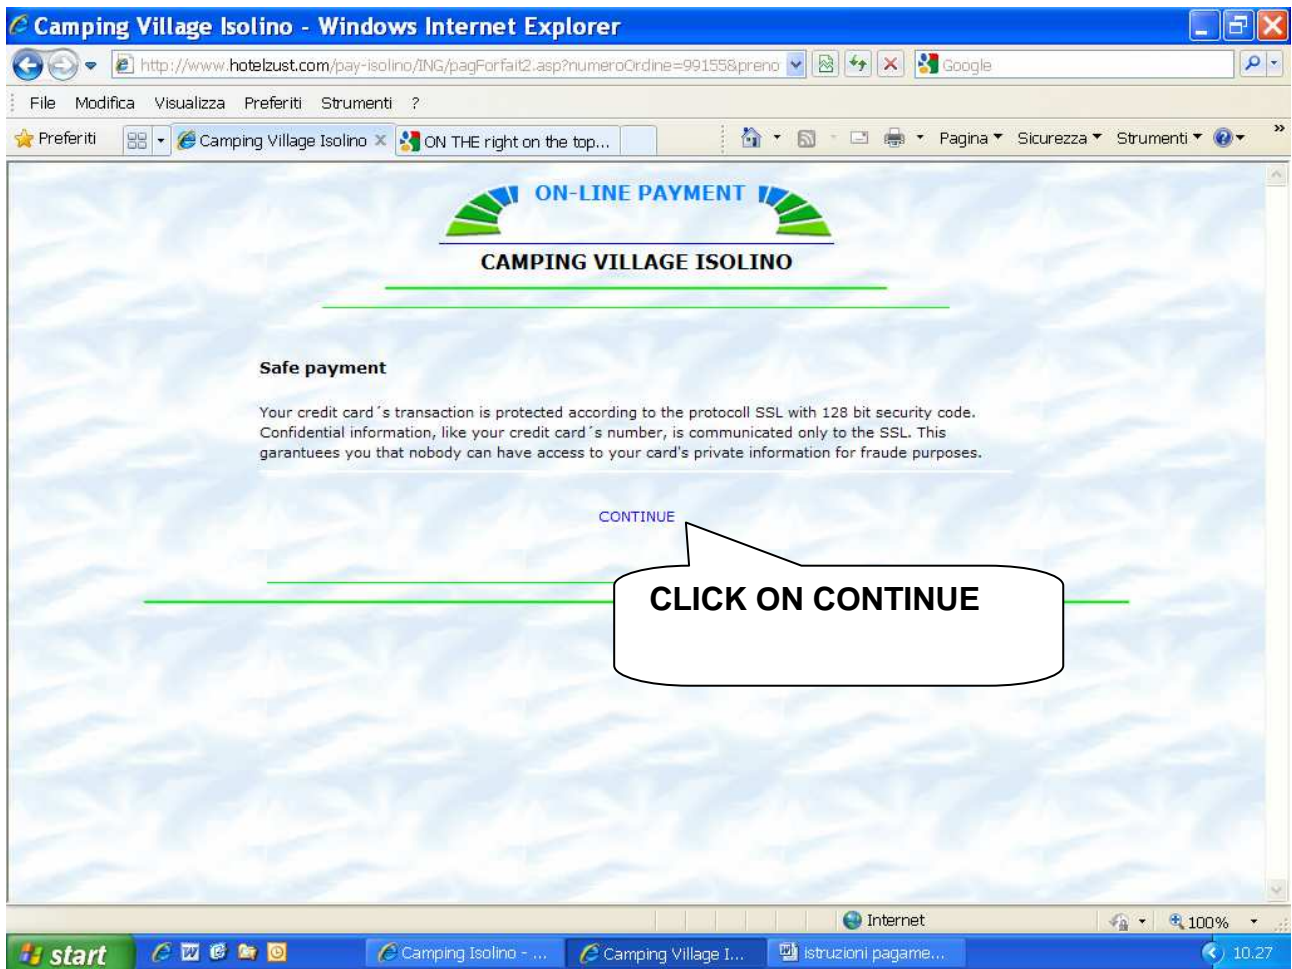 Camping Village Isolino - Windows Internet Explorer
http://www.hotelzust.com/pay-isolino/ING/pagForfait2.asp?numeroOrdine=99155&preno
Google
File Modifica Visualizza Preferiti Strumenti ?
Preferiti
Camping Village Isolino
ON THE right on the top...
Pagina
Sicurezza
Strumenti
»
ON-LINE PAYMENT
CAMPING VILLAGE ISOLINO
Safe payment
Your credit card´s transaction is protected according to the protocoll SSL with 128 bit security code.
Confidential information, like your credit card´s number, is communicated only to the SSL. This
garantuees you that nobody can have access to your card's private information for fraude purposes.
CONTINUE
CLICK ON CONTINUE
Internet
100%
start
Camping Isolino - ...
Camping Village I...
istruzioni pagame...
10.27